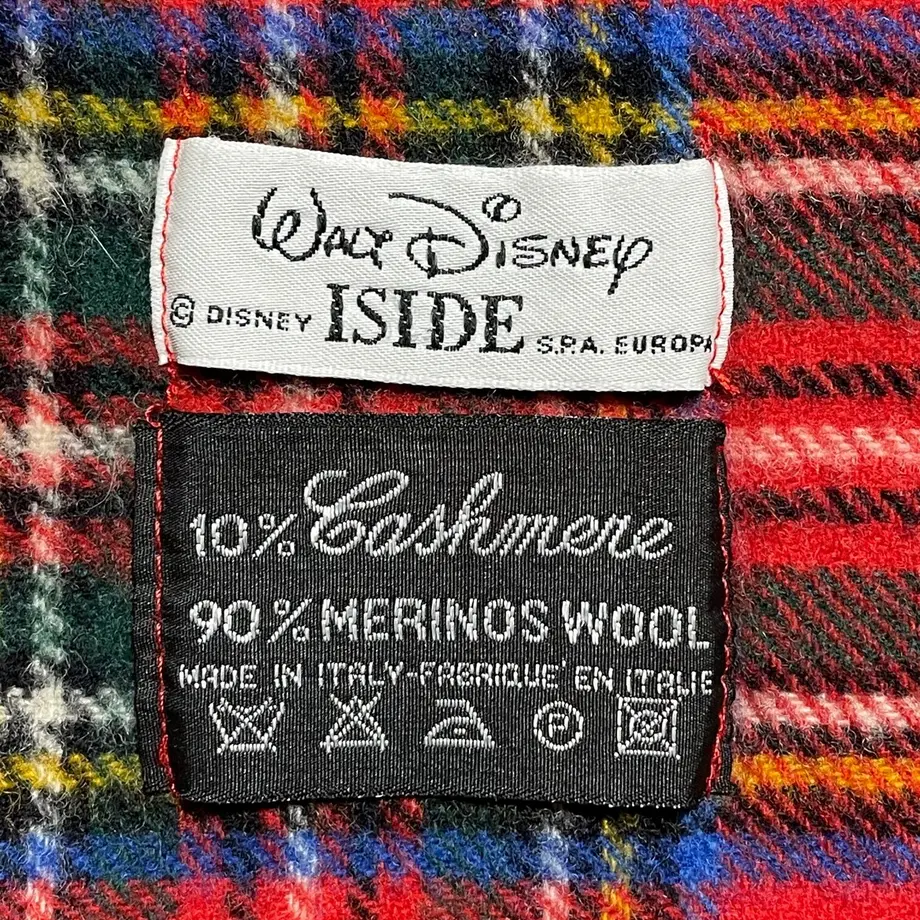 Walt Disney
© DISNEY ISIDE S.P.A. EUROPA
10% Cashmere
90% MERINOS WOOL
MADE IN ITALY-FABRIQUE' EN ITALIE
P